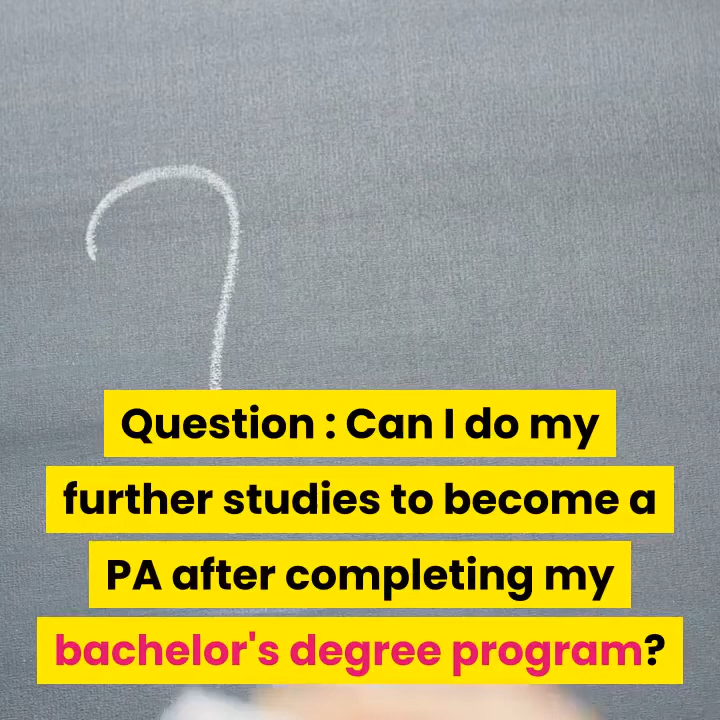 Question : Can I do my
further studies to become a
PA after completing my
bachelor's degree program?